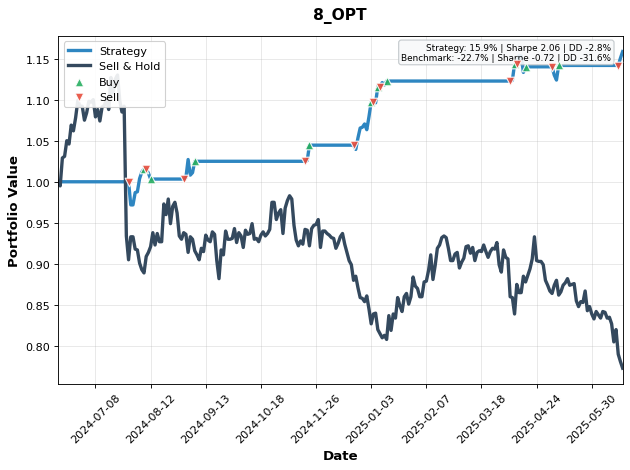 8_OPT
Strategy
Sell & Hold
Buy
Sell
Strategy: 15.9% | Sharpe 2.06 | DD -2.8%
Benchmark: -22.7% | Sharpe -0.72 | DD -31.6%
Portfolio Value
1.15
1.10
1.05
1.00
0.95
0.90
0.85
0.80
2024-07-08
2024-08-12
2024-09-13
2024-10-18
2024-11-26
2025-01-03
2025-02-07
2025-03-18
2025-04-24
2025-05-30
Date